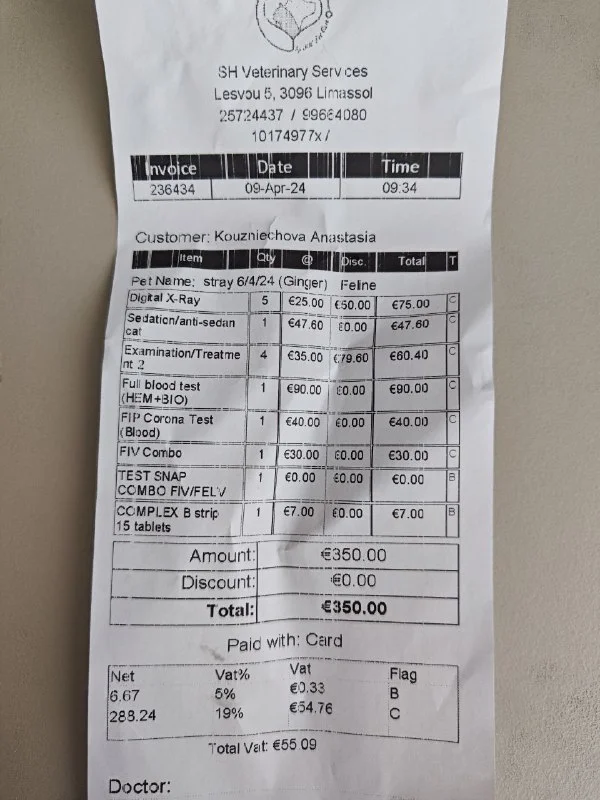 SH Veterinary Services
Lesvou 5, 3096 Limassol
25724437 / 99664080
10174977x /
Invoice Date Time
236434 09-Apr-24 09:34
Customer: Kouzniechova Anastasia
Item Qty @ Disc. Total T
Pet Name: stray 6/4/24 (Ginger) Feline
Digital X-Ray 5 €25.00 €50.00 €75.00 C
Sedation/anti-sedan 1 €47.60 £0.00 €47.60 C
cat
Examination/Treatme 4 €35.00 €79.60 €60.40 C
nt 2
Full blood test 1 €90.00 £0.00 €90.00 C
(HEM+BIO)
FIP Corona Test 1 €40.00 £0.00 €40.00 C
(Blood)
FIV Combo 1 €30.00 £0.00 €30.00 C
TEST SNAP 1 €0.00 £0.00 €0.00 B
COMBO FIV/FELV
COMPLEX B strip 1 €7.00 £0.00 €7.00 B
15 tablets
Amount: €350.00
Discount: €0.00
Total: €350.00
Paid with: Card
Net Vat% Vat Flag
6.67 5% €0.33 B
288.24 19% €54.76 C
Total Vat: €55.09
Doctor: